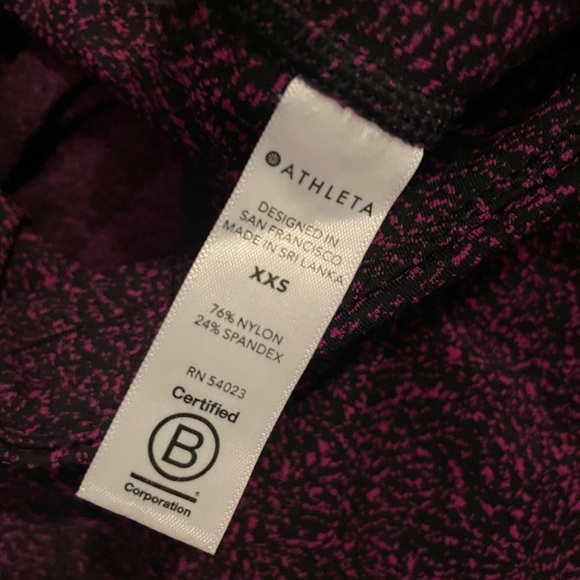 ATHLETA
DESIGNED IN
SAN FRANCISCO
MADE IN SRI LANKA
XXS
76% NYLON
24% SPANDEX
RN 54023
Certified
B
Corporation